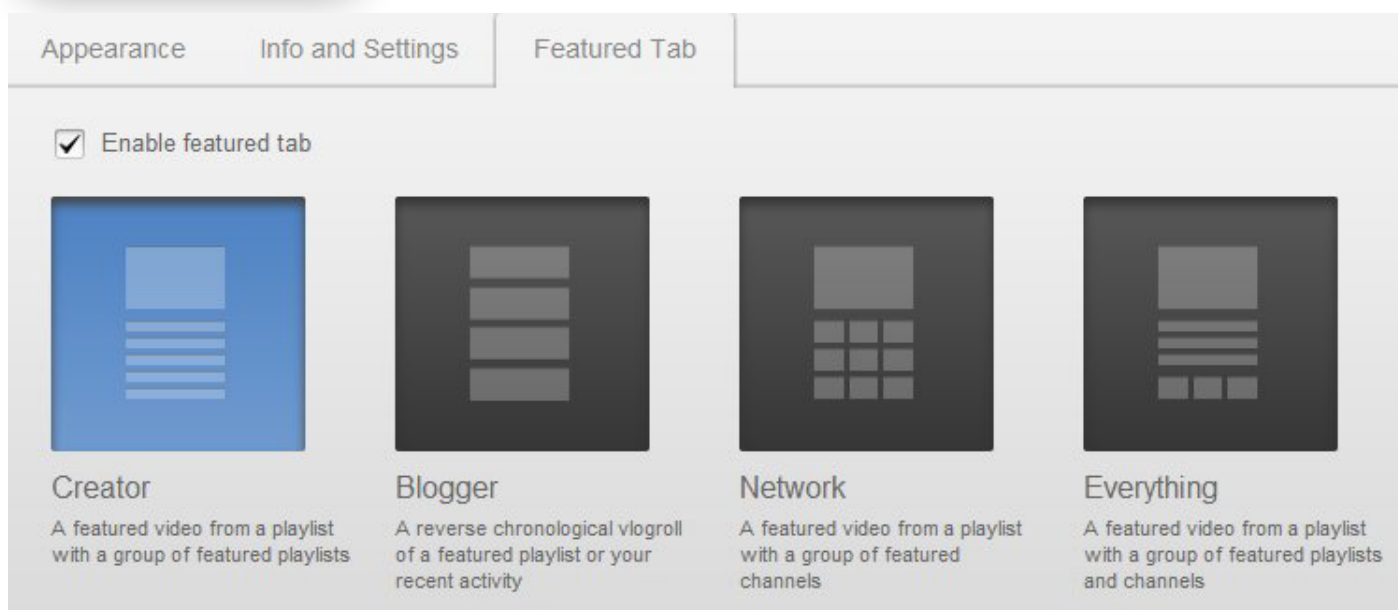 Appearance Info and Settings Featured Tab
Enable featured tab
Creator
A featured video from a playlist
with a group of featured playlists
Blogger
A reverse chronological vlogroll
of a featured playlist or your
recent activity
Network
A featured video from a playlist
with a group of featured
channels
Everything
A featured video from a playlist
with a group of featured playlists
and channels